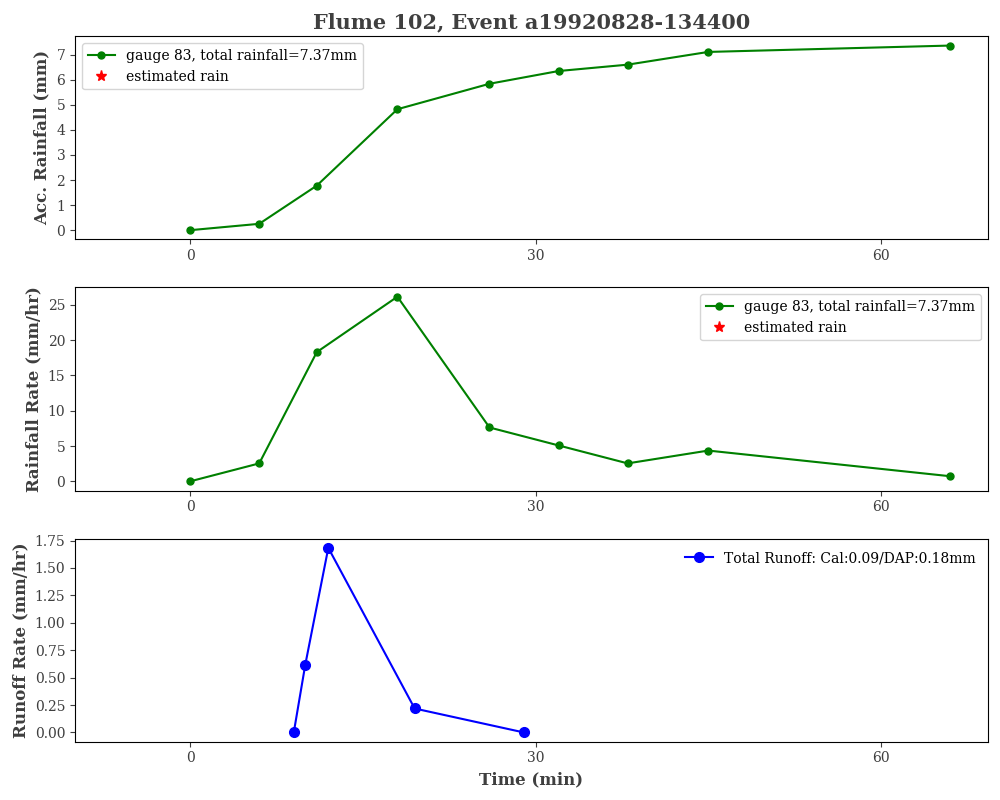 Flume 102, Event a19920828-134400
Acc. Rainfall (mm)
7
6
5
4
3
2
1
0
gauge 83, total rainfall=7.37mm
estimated rain
0 30 60
Rainfall Rate (mm/hr)
25
20
15
10
5
0
gauge 83, total rainfall=7.37mm
estimated rain
0 30 60
Runoff Rate (mm/hr)
1.75
1.50
1.25
1.00
0.75
0.50
0.25
0.00
Total Runoff: Cal:0.09/DAP:0.18mm
0 30 60
Time (min)